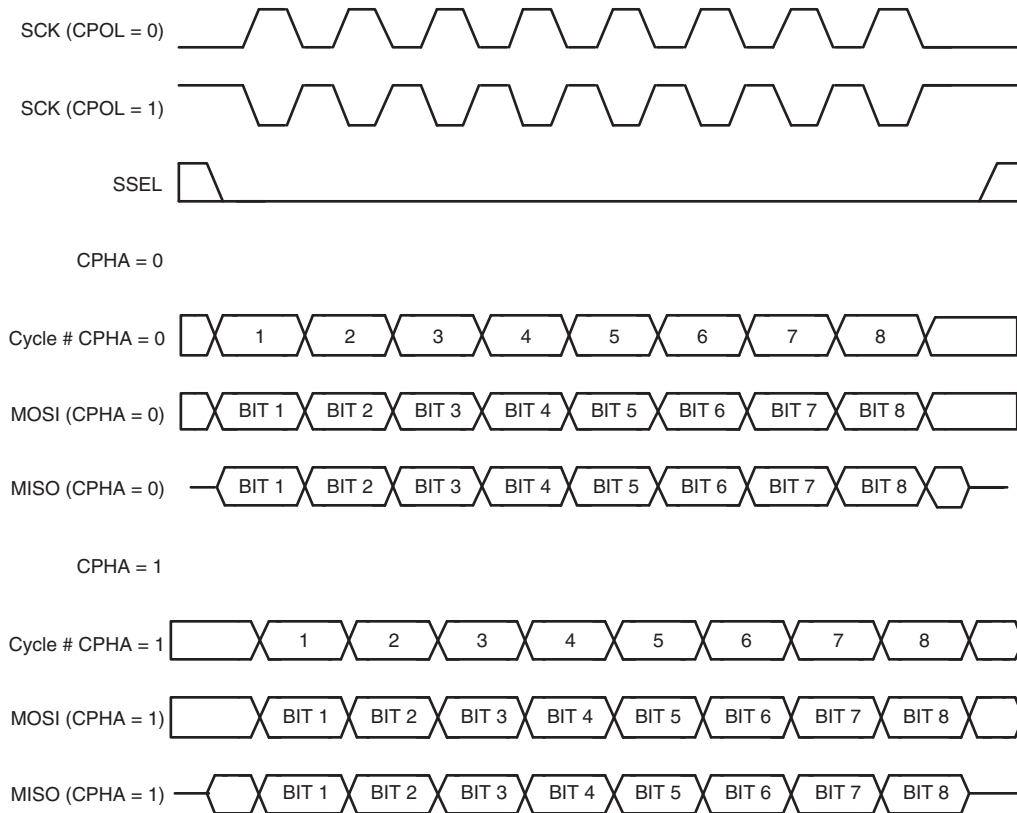 SCK (CPOL = 0)
SCK (CPOL = 1)
SSEL
CPHA = 0
Cycle # CPHA = 0 1 2 3 4 5 6 7 8
MOSI (CPHA = 0) BIT 1 BIT 2 BIT 3 BIT 4 BIT 5 BIT 6 BIT 7 BIT 8
MISO (CPHA = 0) BIT 1 BIT 2 BIT 3 BIT 4 BIT 5 BIT 6 BIT 7 BIT 8
CPHA = 1
Cycle # CPHA = 1 1 2 3 4 5 6 7 8
MOSI (CPHA = 1) BIT 1 BIT 2 BIT 3 BIT 4 BIT 5 BIT 6 BIT 7 BIT 8
MISO (CPHA = 1) BIT 1 BIT 2 BIT 3 BIT 4 BIT 5 BIT 6 BIT 7 BIT 8